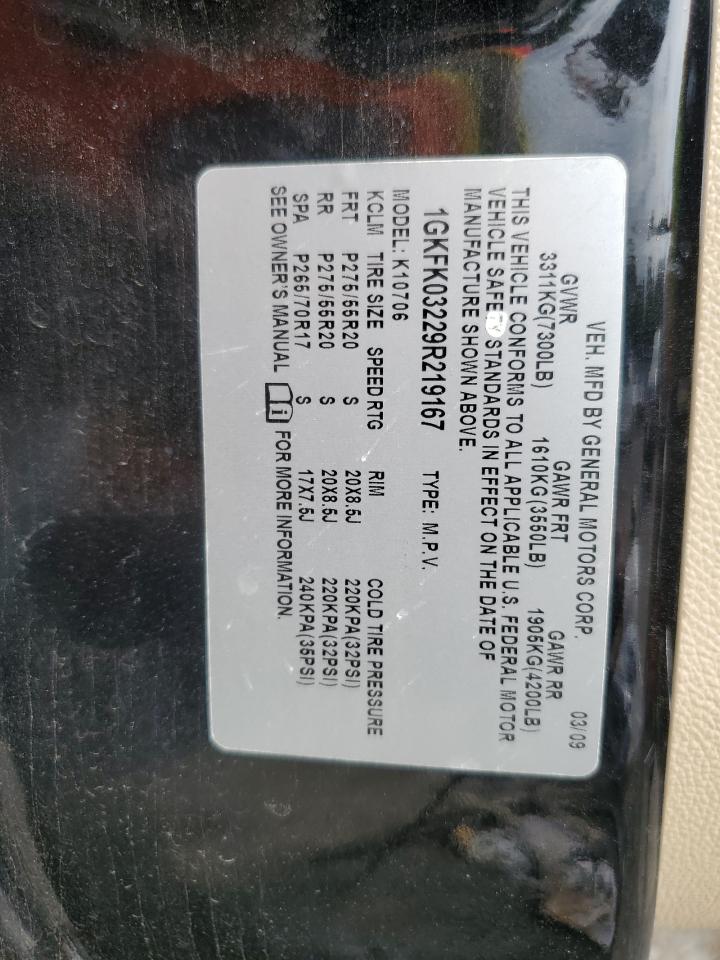 VEH. MFD BY GENERAL MOTORS CORP. 03/09
GVWR GAWR FRT GAWR RR
3311KG(7300LB) 1610KG(3550LB) 1905KG(4200LB)
THIS VEHICLE CONFORMS TO ALL APPLICABLE U.S. FEDERAL MOTOR
VEHICLE SAFETY STANDARDS IN EFFECT ON THE DATE OF
MANUFACTURE SHOWN ABOVE.
1GKFK03229R219167 TYPE: M.P.V.
MODEL: K10706
KCLM TIRE SIZE SPEED RTG RIM COLD TIRE PRESSURE
FRT P275/55R20 S 20X8.5J 220KPA(32PSI)
RR P275/55R20 S 20X8.5J 220KPA(32PSI)
SPA P265/70R17 S 17X7.5J 240KPA(35PSI)
SEE OWNER'S MANUAL i FOR MORE INFORMATION.